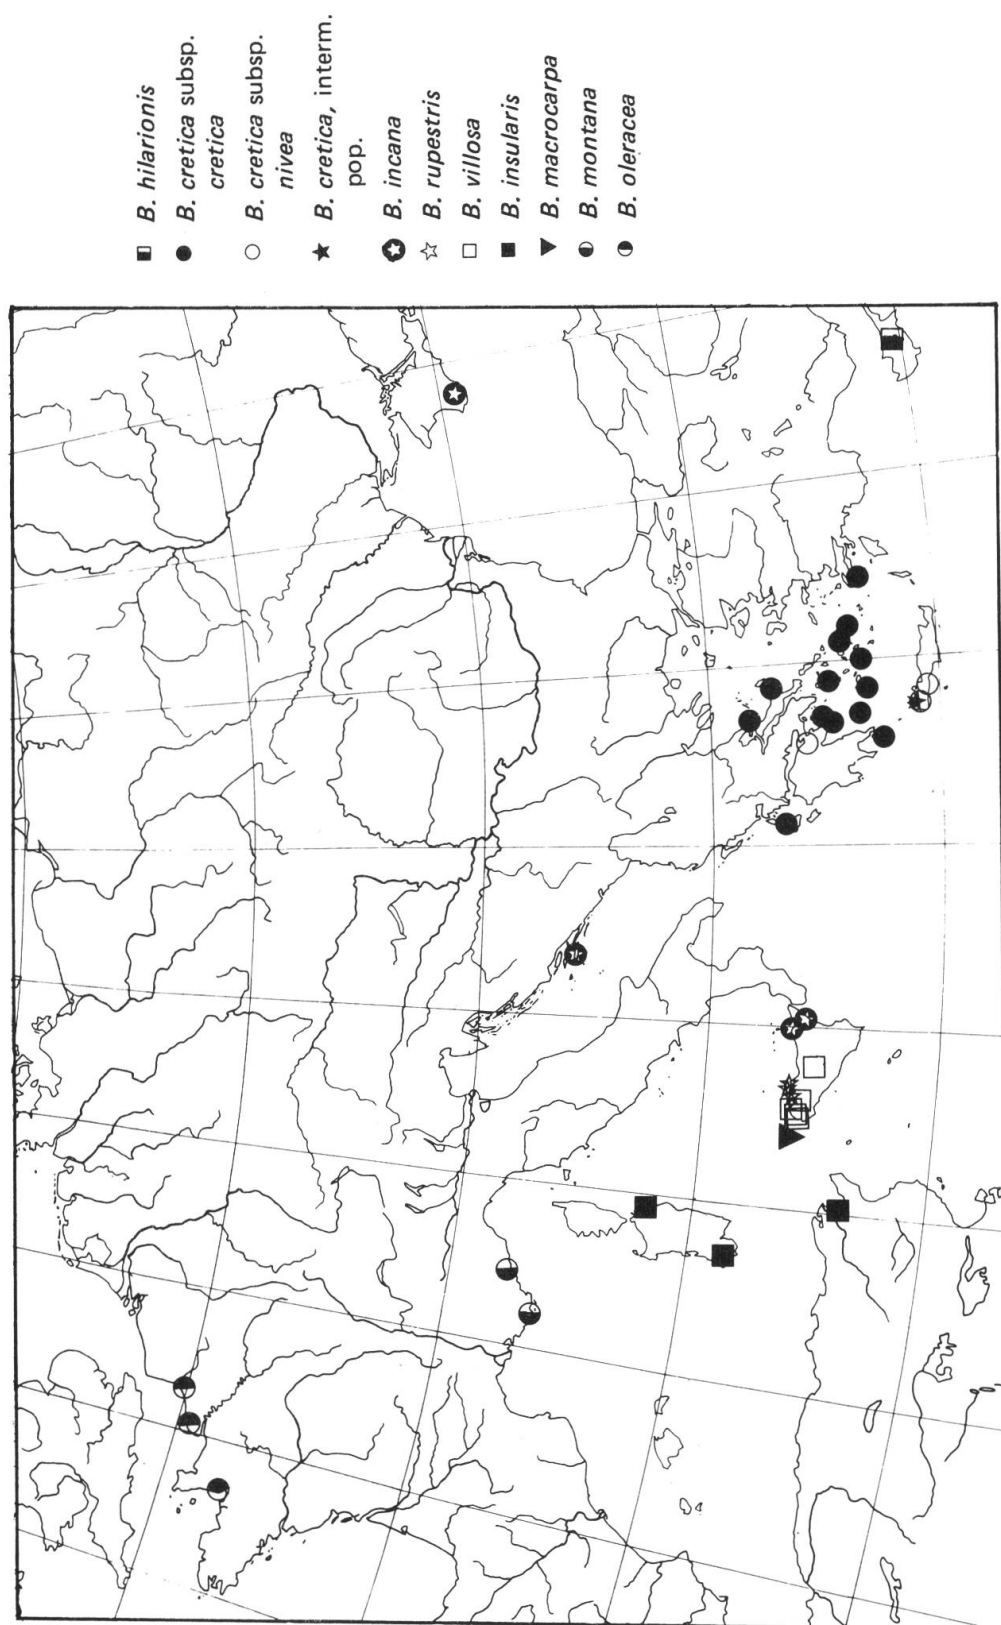 B. hilarionis
B. cretica subsp.
cretica
B. cretica subsp.
nivea
B. cretica, interm.
pop.
B. incana
B. rupestris
B. villosa
B. insularis
B. macrocarpa
B. montana
B. oleracea